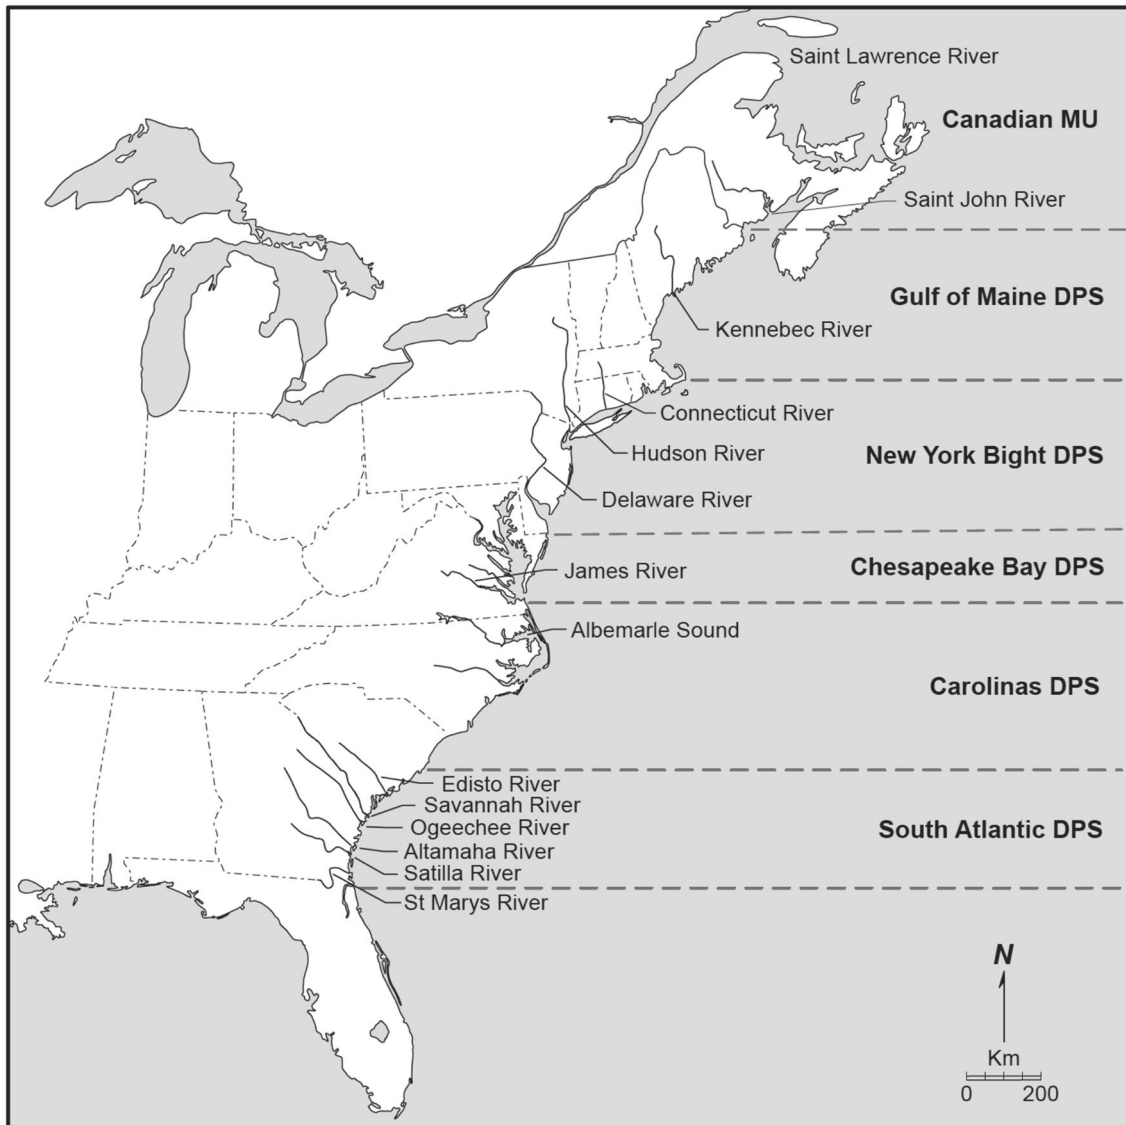 Saint Lawrence River
Canadian MU
Saint John River
Gulf of Maine DPS
Kennebec River
Connecticut River
Hudson River
New York Bight DPS
Delaware River
James River
Chesapeake Bay DPS
Albemarle Sound
Carolinas DPS
Edisto River
Savannah River
Ogeechee River
South Atlantic DPS
Altamaha River
Satilla River
St Marys River
N
Km
0 200